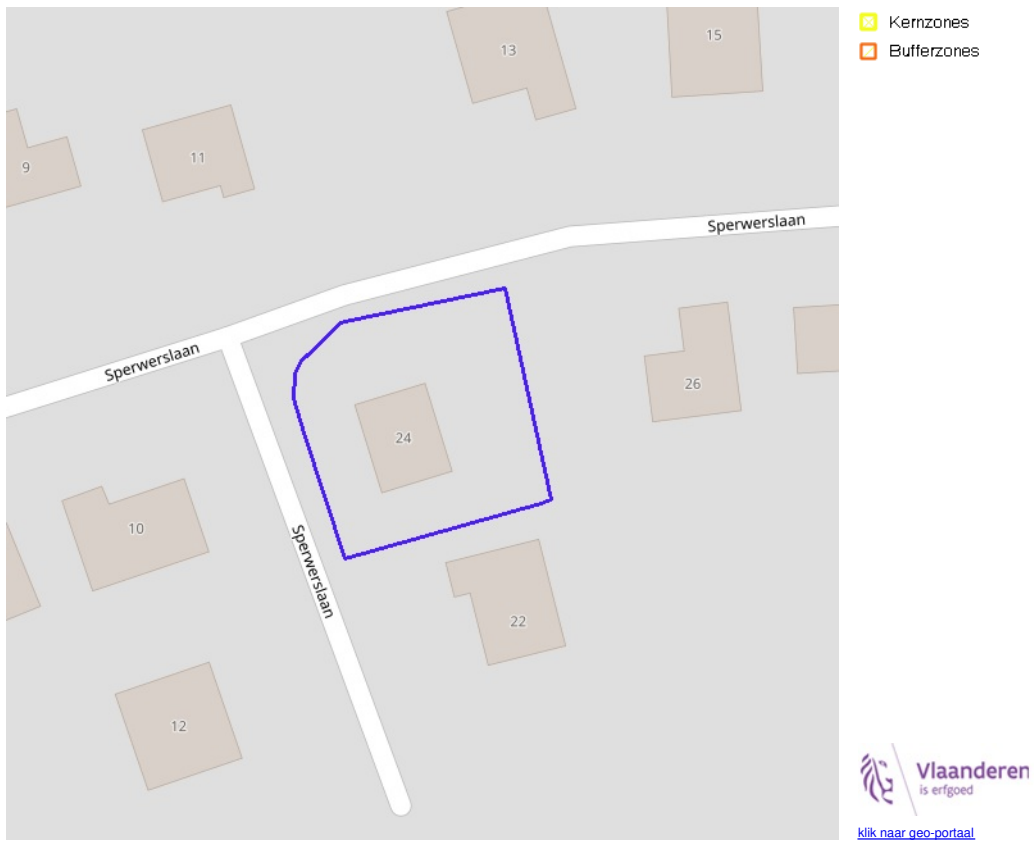 Kernzones
Bufferzones
13
15
11
9
Sperwerslaan
Sperwerslaan
26
24
10
Sperwerslaan
22
12
Vlaanderen
is erfgoed
klik naar geo-portaal